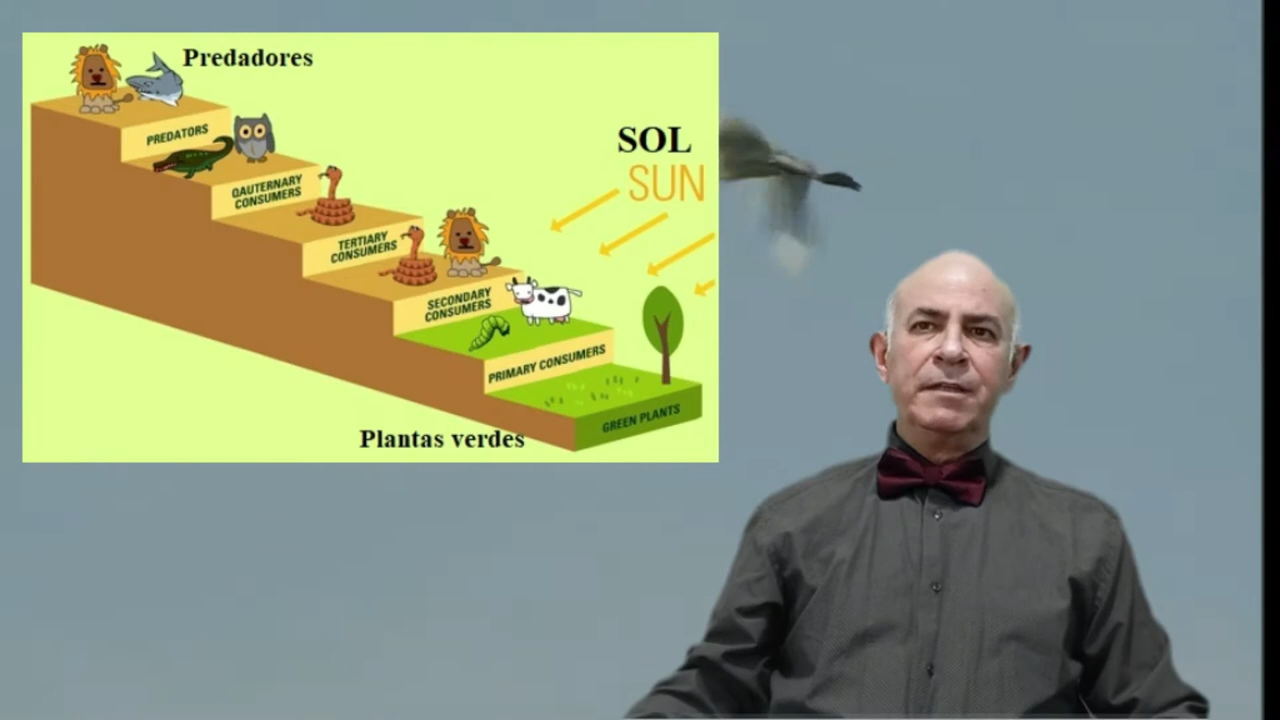 Predadores
PREDATORS
QAUTERNARY
CONSUMERS
TERTIARY
CONSUMERS
SECONDARY
CONSUMERS
PRIMARY CONSUMERS
GREEN PLANTS
SOL
SUN
Plantas verdes